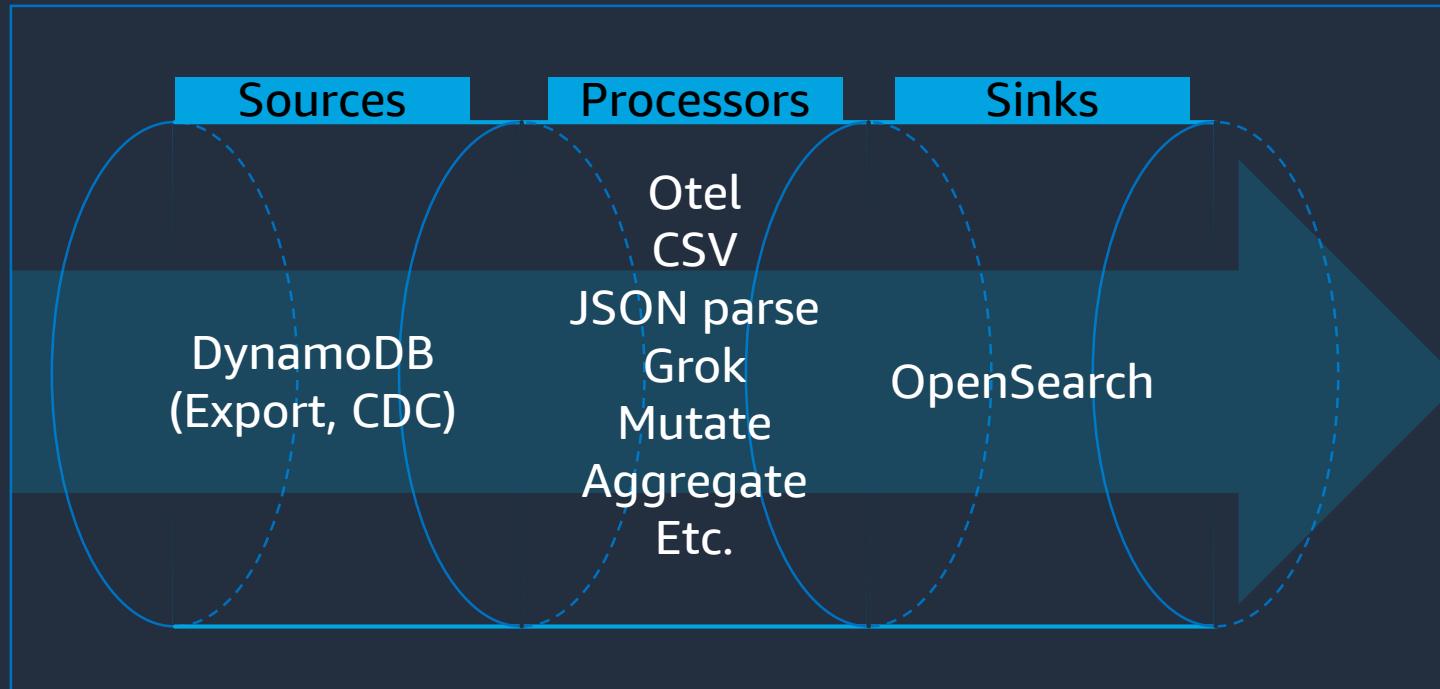 Sources
DynamoDB
(Export, CDC)
Processors
Otel
CSV
JSON parse
Grok
Mutate
Aggregate
Etc.
Sinks
OpenSearch